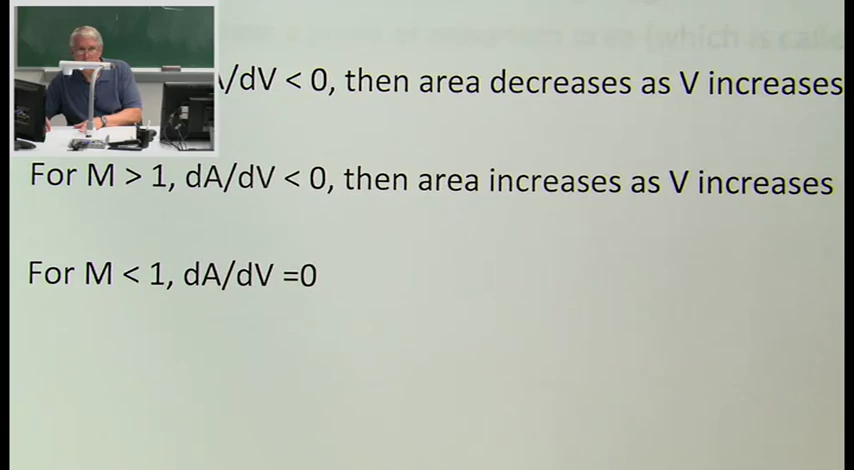 /dV < 0, then area decreases as V increases
For M > 1, dA/dV < 0, then area increases as V increases
For M < 1, dA/dV =0